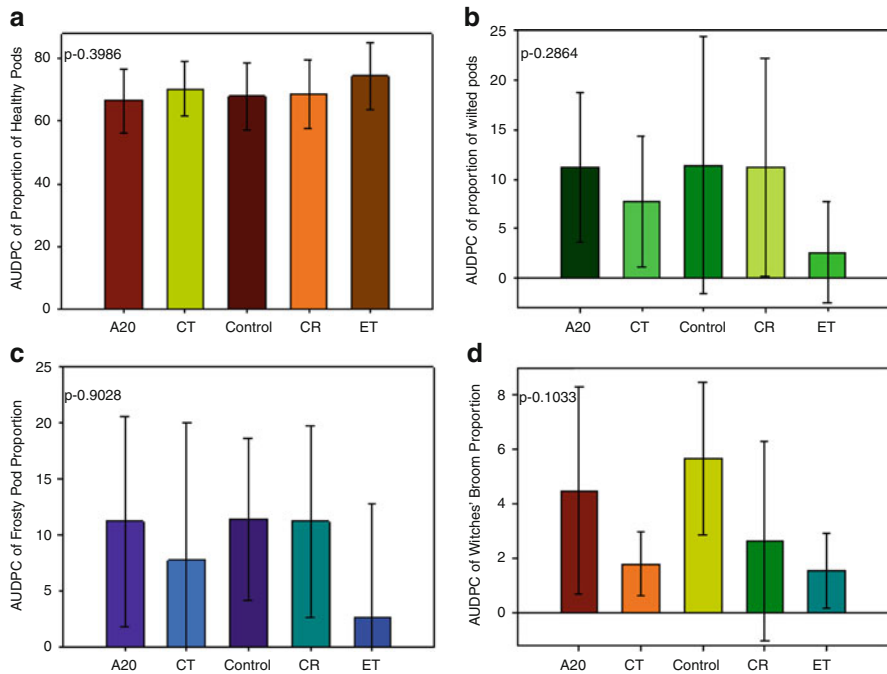 a
p-0.3986
AUDPC of Proportion of Healthy Pods
80
60
40
20
0
A20 CT Control CR ET
b
p-0.2864
AUDPC of proportion of wilted pods
25
20
15
10
5
0
A20 CT Control CR ET
c
p-0.9028
AUDPC of Frosty Pod Proportion
25
20
15
10
5
0
A20 CT Control CR ET
d
p-0.1033
AUDPC of Witches' Broom Proportion
8
6
4
2
0
A20 CT Control CR ET